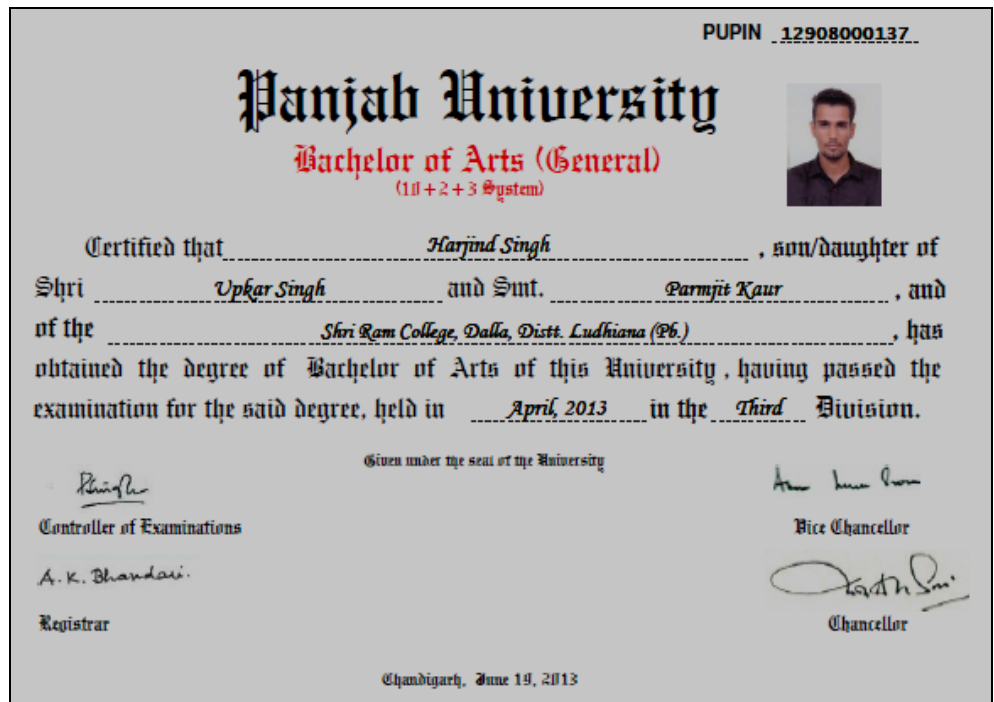 PUPIN 12908000137
Panjab University
Bachelor of Arts (General)
(10+2+3 System)
Certified that Harjind Singh, son/daughter of
Shri Upkar Singh and Smt. Parmjit Kaur, and
of the Shri Ram College, Dalla, Distt. Ludhiana (Pb.), has
obtained the degree of Bachelor of Arts of this University, having passed the
examination for the said degree, held in April, 2013 in the Third Division.
Given under the seal of the University
Controller of Examinations
Vice Chancellor
A. K. Bhandari.
Registrar
Chancellor
Chandigarh, June 19, 2013